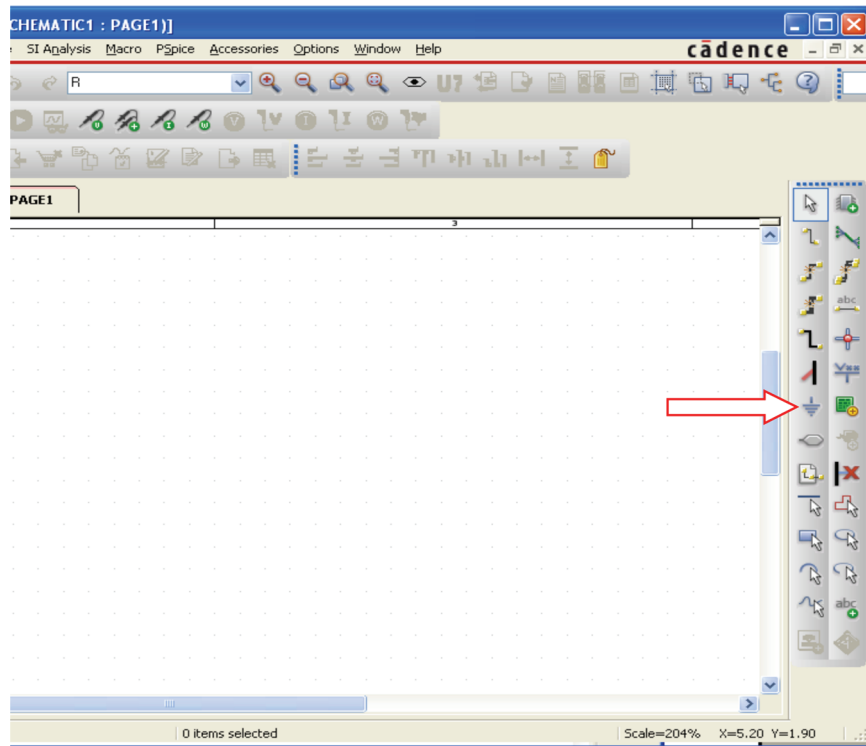 CHEMATIC1 : PAGE1)]
SI Analysis Macro PSpice Accessories Options Window Help cādence
R U?
V V I I W
PAGE1
3
abc
abc
0 items selected Scale=204% X=5.20 Y=1.90